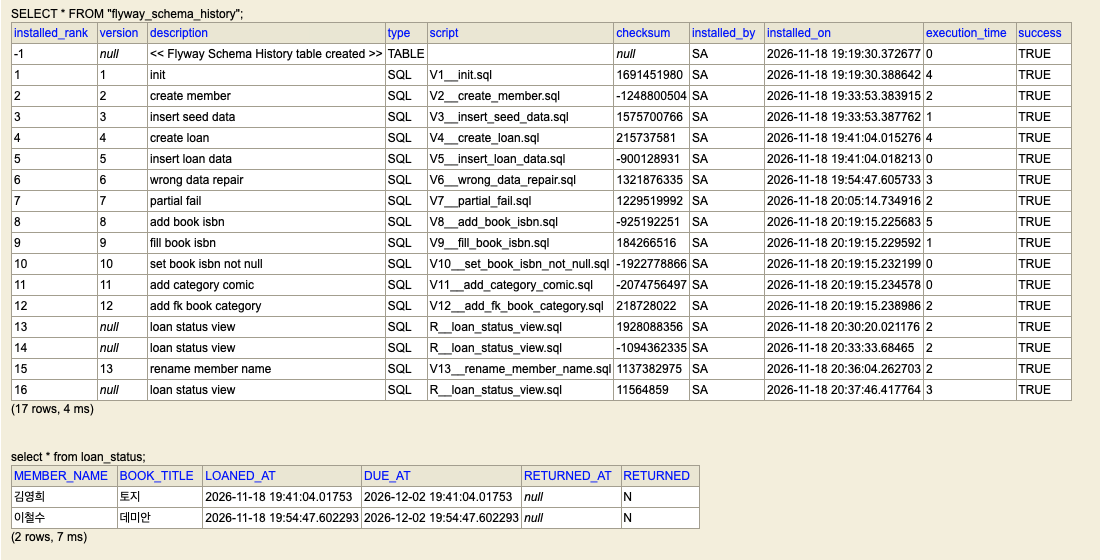 SELECT * FROM "flyway_schema_history";
installed_rank version description type script checksum installed_by installed_on execution_time success
-1 null << Flyway Schema History table created >> TABLE null SA 2026-11-18 19:19:30.372677 0 TRUE
1 1 init SQL V1__init.sql 1691451980 SA 2026-11-18 19:19:30.388642 4 TRUE
2 2 create member SQL V2__create_member.sql -1248800504 SA 2026-11-18 19:33:53.383915 2 TRUE
3 3 insert seed data SQL V3__insert_seed_data.sql 1575700766 SA 2026-11-18 19:33:53.387762 1 TRUE
4 4 create loan SQL V4__create_loan.sql 215737581 SA 2026-11-18 19:41:04.015276 4 TRUE
5 5 insert loan data SQL V5__insert_loan_data.sql -900128931 SA 2026-11-18 19:41:04.018213 0 TRUE
6 6 wrong data repair SQL V6__wrong_data_repair.sql 1321876335 SA 2026-11-18 19:54:47.605733 3 TRUE
7 7 partial fail SQL V7__partial_fail.sql 1229519992 SA 2026-11-18 20:05:14.734916 2 TRUE
8 8 add book isbn SQL V8__add_book_isbn.sql -925192251 SA 2026-11-18 20:19:15.225683 5 TRUE
9 9 fill book isbn SQL V9__fill_book_isbn.sql 184266516 SA 2026-11-18 20:19:15.229592 1 TRUE
10 10 set book isbn not null SQL V10__set_book_isbn_not_null.sql -1922778866 SA 2026-11-18 20:19:15.232199 0 TRUE
11 11 add category comic SQL V11__add_category_comic.sql -2074756497 SA 2026-11-18 20:19:15.234578 0 TRUE
12 12 add fk book category SQL V12__add_fk_book_category.sql 218728022 SA 2026-11-18 20:19:15.238986 2 TRUE
13 null loan status view SQL R__loan_status_view.sql 1928088356 SA 2026-11-18 20:30:20.021176 2 TRUE
14 null loan status view SQL R__loan_status_view.sql -1094362335 SA 2026-11-18 20:33:33.68465 2 TRUE
15 13 rename member name SQL V13__rename_member_name.sql 1137382975 SA 2026-11-18 20:36:04.262703 2 TRUE
16 null loan status view SQL R__loan_status_view.sql 11564859 SA 2026-11-18 20:37:46.417764 3 TRUE
(17 rows, 4 ms)
select * from loan_status;
MEMBER_NAME BOOK_TITLE LOANED_AT DUE_AT RETURNED_AT RETURNED
김영희 토지 2026-11-18 19:41:04.01753 2026-12-02 19:41:04.01753 null N
이철수 데미안 2026-11-18 19:54:47.602293 2026-12-02 19:54:47.602293 null N
(2 rows, 7 ms)